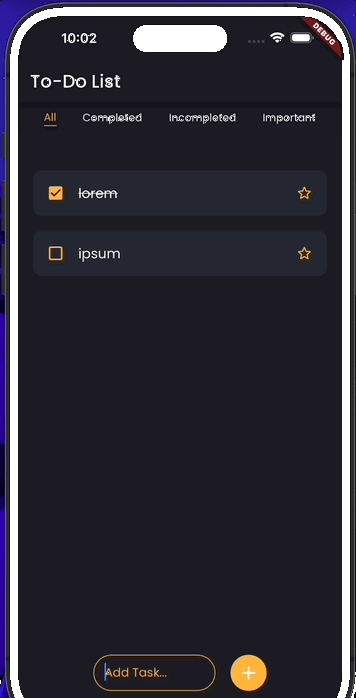 10:02
DEBUG
To-Do List
All Completed Incompleted Important
lorem
ipsum
Add Task...